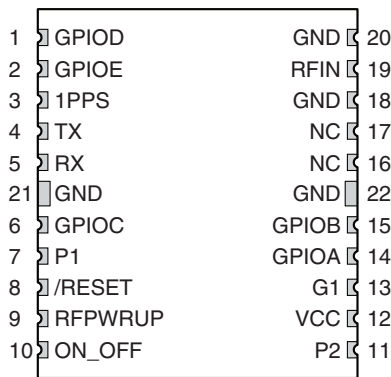 1 GPIOD GND 20
2 GPIOE RFIN 19
3 1PPS GND 18
4 TX NC 17
5 RX NC 16
21 GND GND 22
6 GPIOC GPIOB 15
7 P1 GPIOA 14
8 /RESET G1 13
9 RFPWRUP VCC 12
10 ON_OFF P2 11